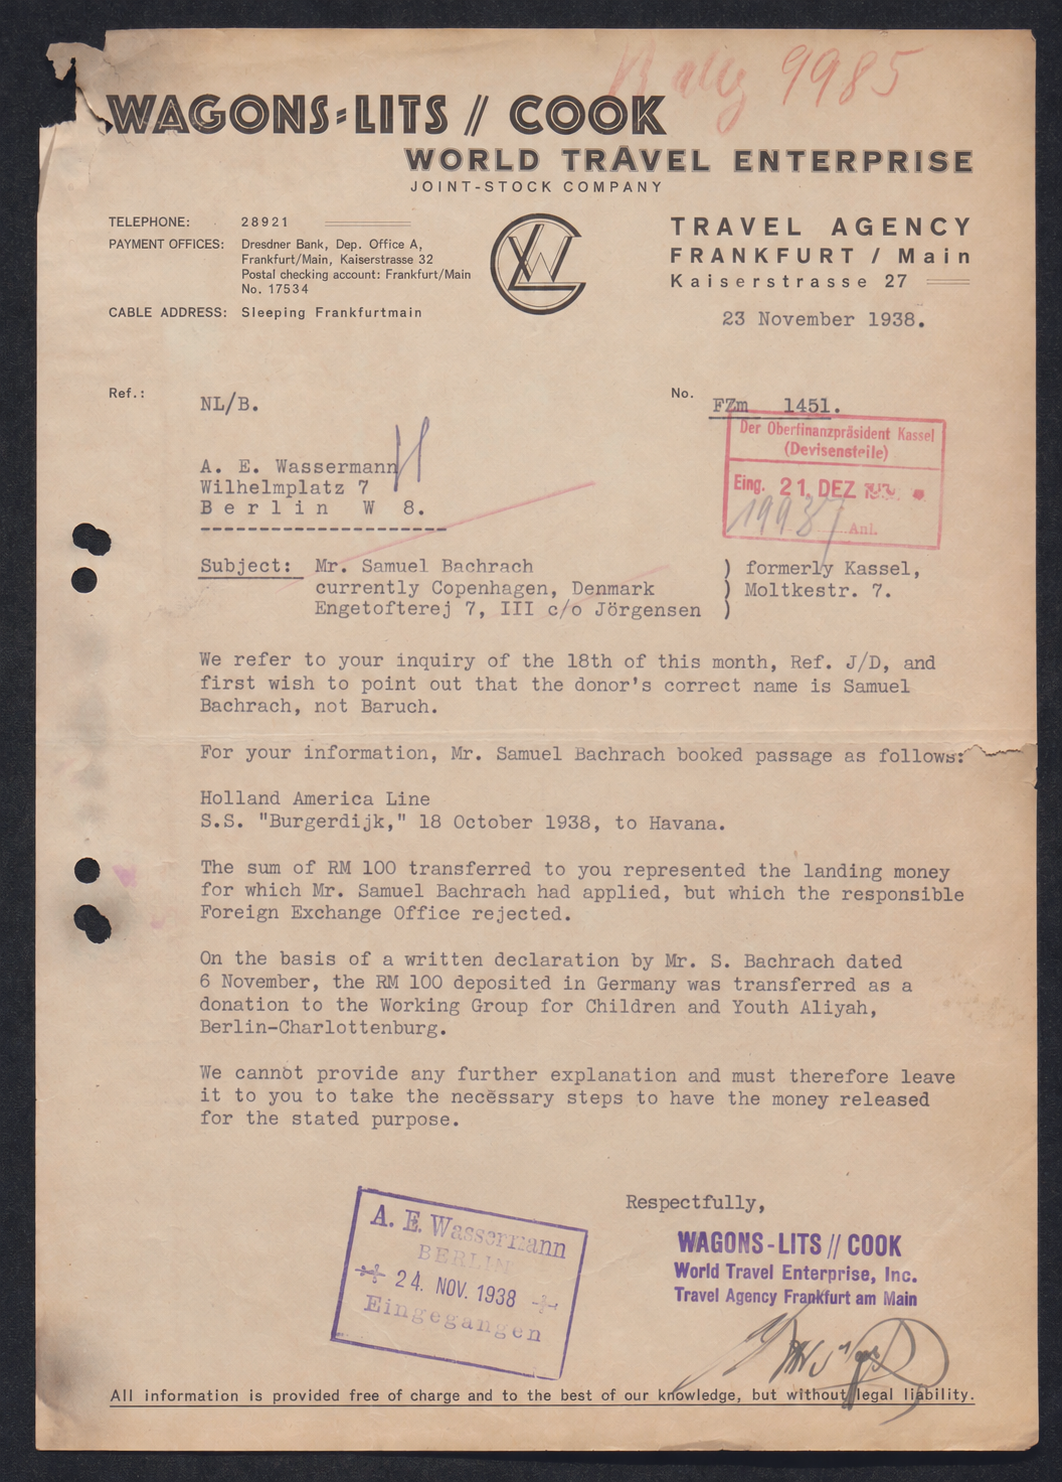 9985
WAGONS-LITS // COOK
WORLD TRAVEL ENTERPRISE
JOINT-STOCK COMPANY
TELEPHONE: 28921
PAYMENT OFFICES: Dresdner Bank, Dep. Office A,
Frankfurt/Main, Kaiserstrasse 32
Postal checking account: Frankfurt/Main
No. 17534
CABLE ADDRESS: Sleeping Frankfurtmain
TRAVEL AGENCY
FRANKFURT / Main
Kaiserstrasse 27
23 November 1938.
Ref.: NL/B.
No. FZm 1451.
Der Oberfinanzpräsident Kassel
(Devisenstelle)
Eing. 21. DEZ
Anl.
A. E. Wassermann
Wilhelmplatz 7
Berlin W 8.
Subject: Mr. Samuel Bachrach ) formerly Kassel,
currently Copenhagen, Denmark ) Moltkestr. 7.
Engetofterej 7, III c/o Jörgensen )
We refer to your inquiry of the 18th of this month, Ref. J/D, and
first wish to point out that the donor's correct name is Samuel
Bachrach, not Baruch.
For your information, Mr. Samuel Bachrach booked passage as follows:
Holland America Line
S.S. "Burgerdijk," 18 October 1938, to Havana.
The sum of RM 100 transferred to you represented the landing money
for which Mr. Samuel Bachrach had applied, but which the responsible
Foreign Exchange Office rejected.
On the basis of a written declaration by Mr. S. Bachrach dated
6 November, the RM 100 deposited in Germany was transferred as a
donation to the Working Group for Children and Youth Aliyah,
Berlin-Charlottenburg.
We cannot provide any further explanation and must therefore leave
it to you to take the necessary steps to have the money released
for the stated purpose.
Respectfully,
WAGONS-LITS // COOK
World Travel Enterprise, Inc.
Travel Agency Frankfurt am Main
A. E. Wassermann
BERLIN
24. NOV. 1938
Eingegangen
All information is provided free of charge and to the best of our knowledge, but without legal liability.